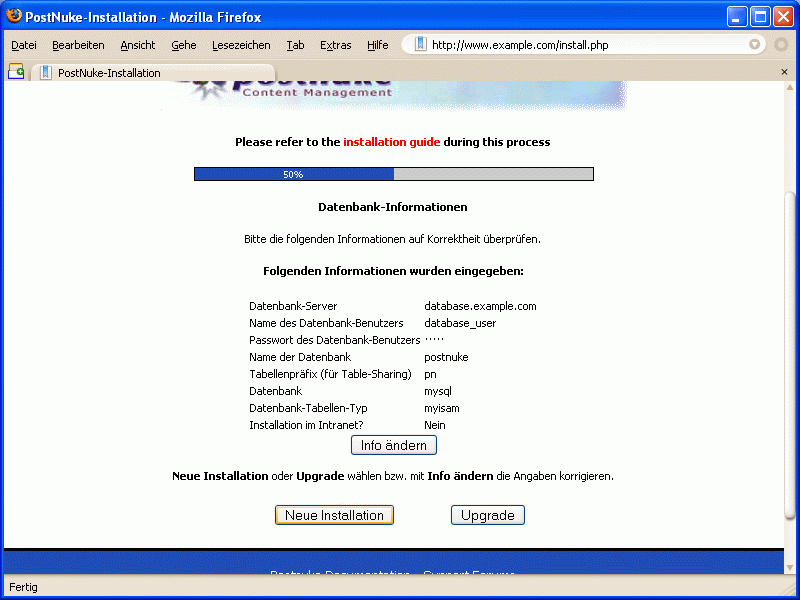 PostNuke-Installation - Mozilla Firefox
Datei Bearbeiten Ansicht Gehe Lesezeichen Tab Extras Hilfe http://www.example.com/install.php
PostNuke-Installation
postnuke
Content Management
Please refer to the installation guide during this process
50%
Datenbank-Informationen
Bitte die folgenden Informationen auf Korrektheit überprüfen.
Folgenden Informationen wurden eingegeben:
Datenbank-Server database.example.com
Name des Datenbank-Benutzers database_user
Passwort des Datenbank-Benutzers ·····
Name der Datenbank postnuke
Tabellenpräfix (für Table-Sharing) pn
Datenbank mysql
Datenbank-Tabellen-Typ myisam
Installation im Intranet? Nein
Info ändern
Neue Installation oder Upgrade wählen bzw. mit Info ändern die Angaben korrigieren.
Neue Installation Upgrade
Postnuke Documentation - Support Forums
Fertig